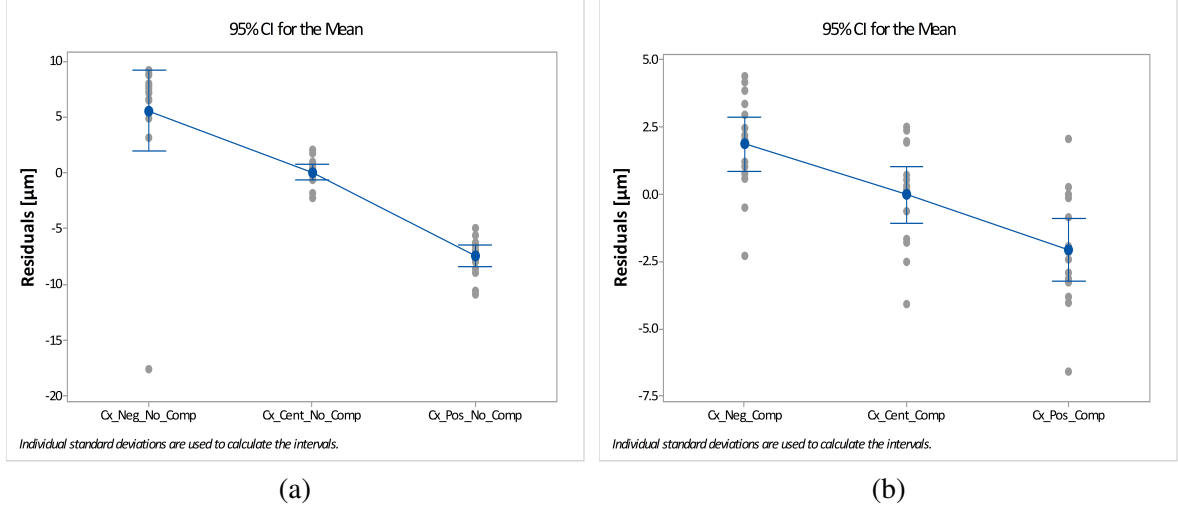 95% CI for the Mean
10
5
0
-5
-10
-15
-20
Residuals [µm]
Cx_Neg_No_Comp Cx_Cent_No_Comp Cx_Pos_No_Comp
Individual standard deviations are used to calculate the intervals.
(a)
95% CI for the Mean
5.0
2.5
0.0
-2.5
-5.0
-7.5
Residuals [µm]
Cx_Neg_Comp Cx_Cent_Comp Cx_Pos_Comp
Individual standard deviations are used to calculate the intervals.
(b)